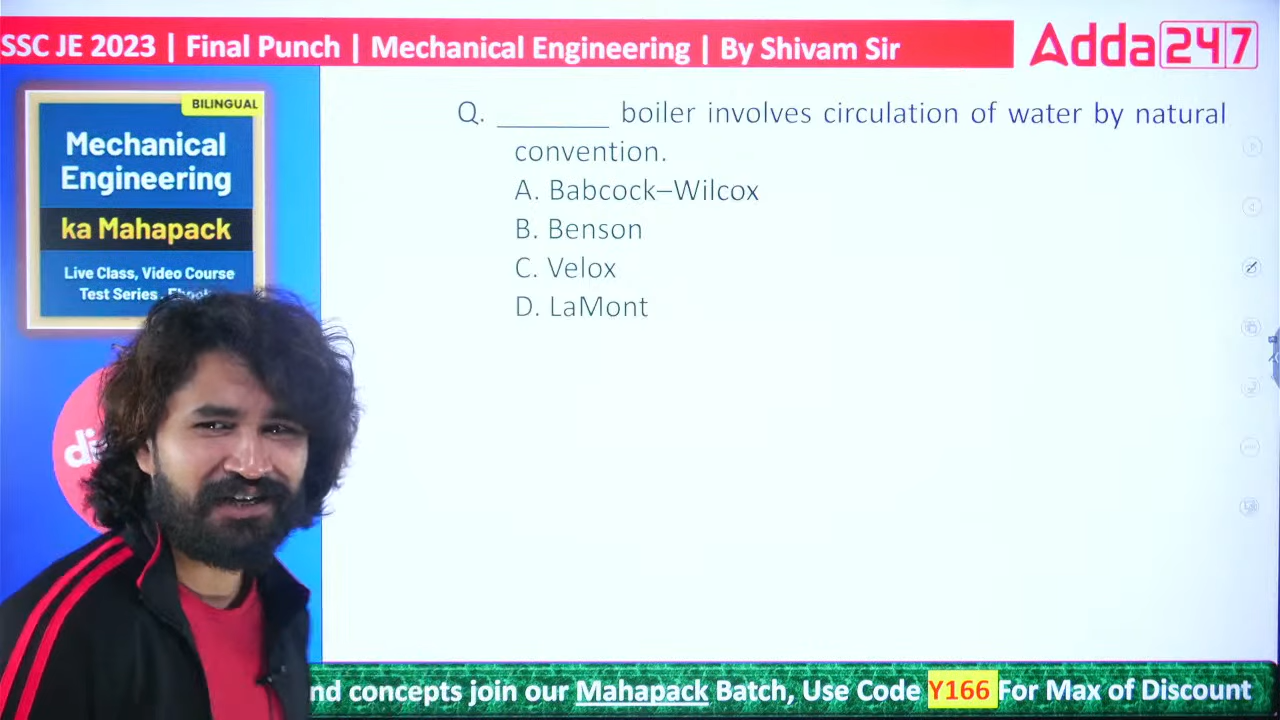 SSC JE 2023 | Final Punch | Mechanical Engineering | By Shivam Sir
Adda247
BILINGUAL
Mechanical
Engineering
ka Mahapack
Live Class, Video Course
Test Series, Ebook
di
Q. ________ boiler involves circulation of water by natural
convention.
A. Babcock–Wilcox
B. Benson
C. Velox
D. LaMont
nd concepts join our Mahapack Batch, Use Code Y166 For Max of Discount